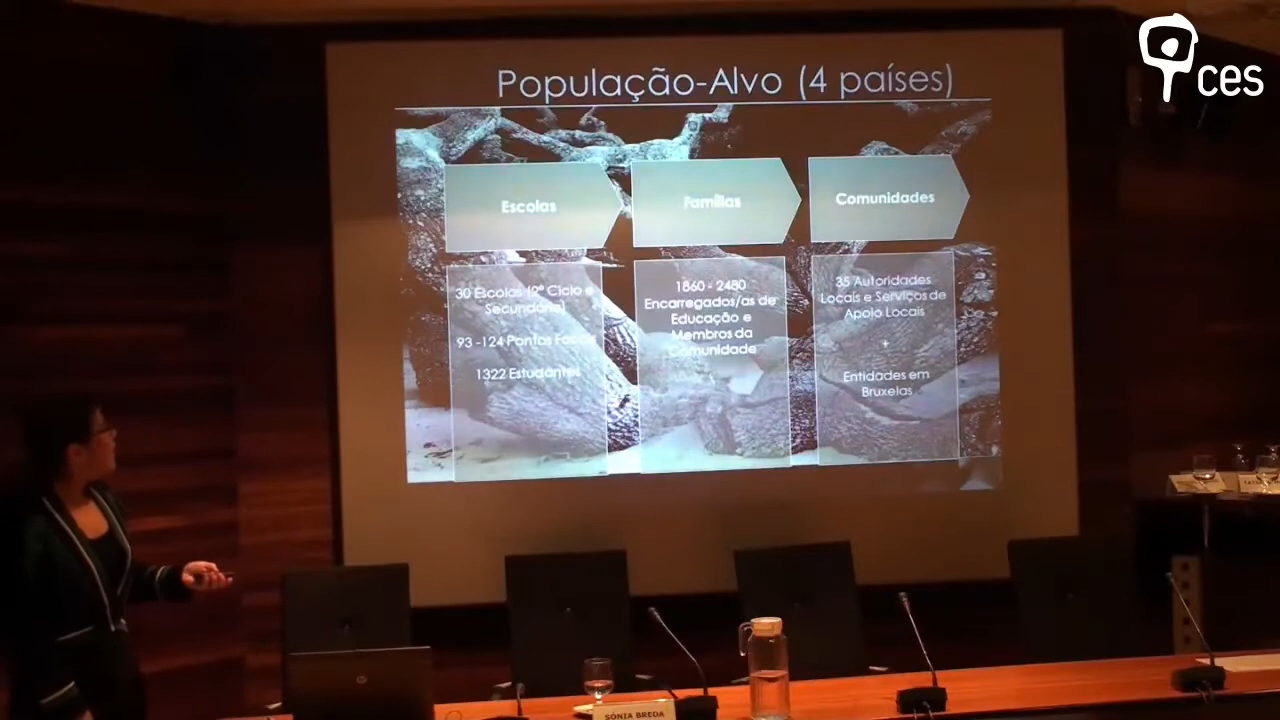 ces
População-Alvo (4 países)
Escolas
Famílias
Comunidades
30 Escolas (2º Ciclo e
Secundário)
93 -124 Pontos Focais
1322 Estudantes
1860 - 2480
Encarregados/as de
Educação e
Membros da
Comunidade
35 Autoridades
Locais e Serviços de
Apoio Locais
+
Entidades em
Bruxelas
SÓNIA BREDA